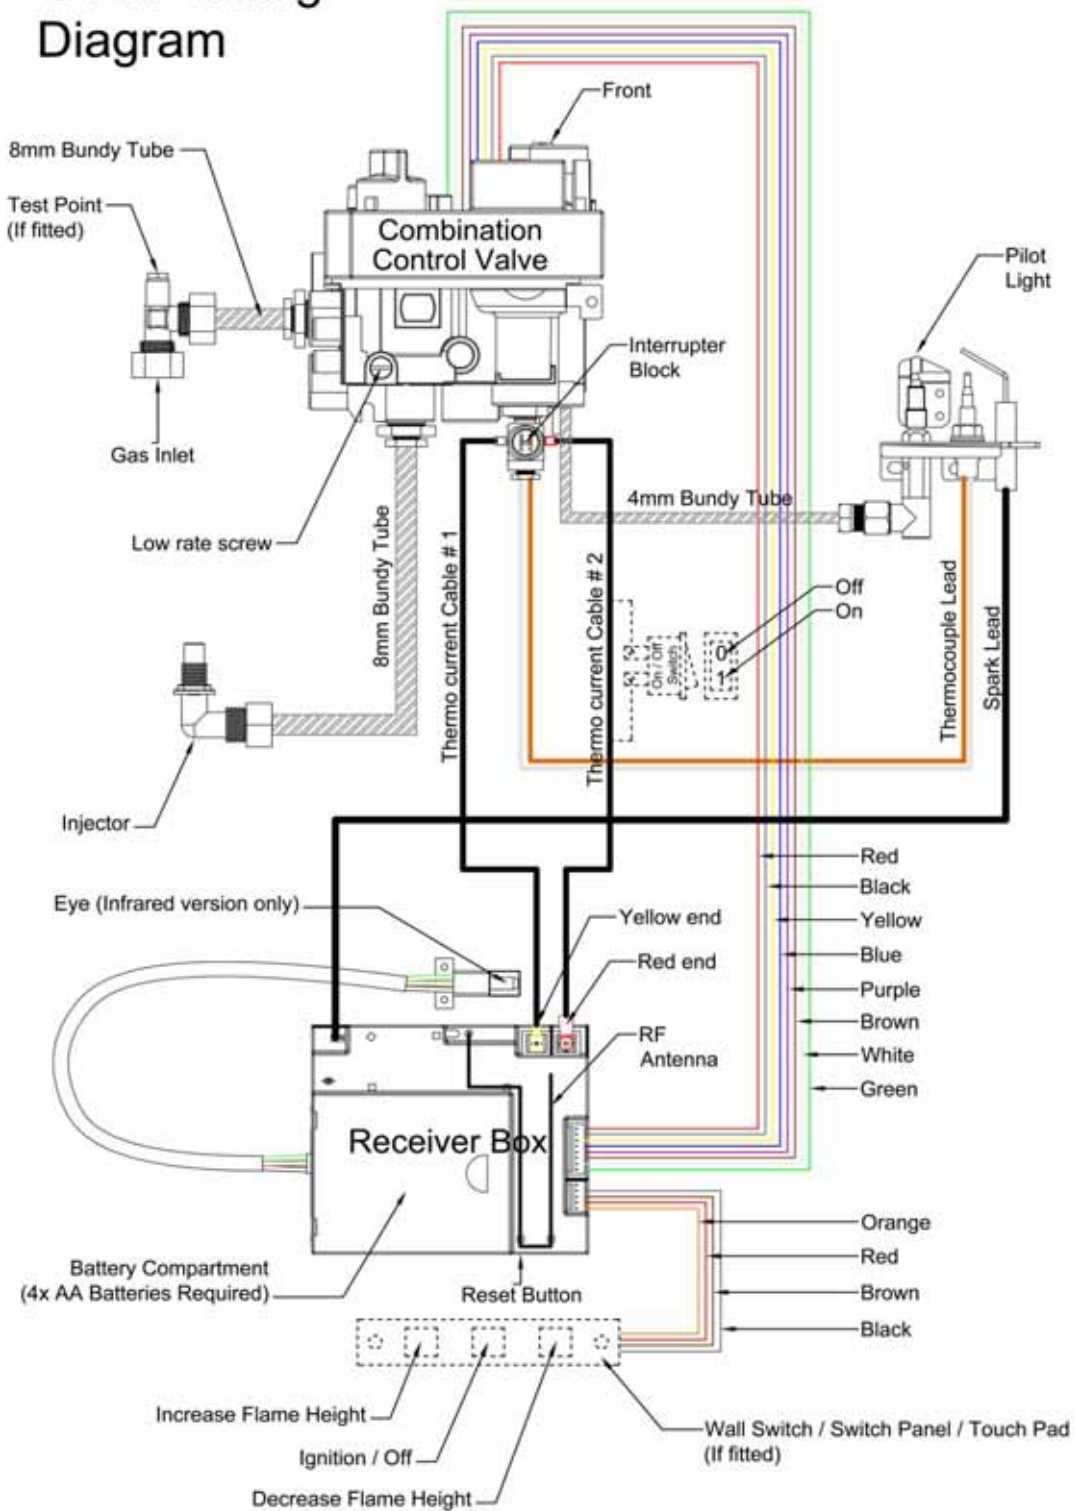 Diagram
Front
8mm Bundy Tube
Test Point
(If fitted)
Combination
Control Valve
Pilot
Light
Interrupter
Block
Gas Inlet
4mm Bundy Tube
Low rate screw
8mm Bundy Tube
Thermo current Cable # 1
Thermo current Cable # 2
Off
On
On / Off
Switch
0
1
Thermocouple Lead
Spark Lead
Injector
Red
Black
Yellow
Blue
Purple
Brown
White
Green
Eye (Infrared version only)
Yellow end
Red end
RF
Antenna
Receiver Box
Orange
Red
Brown
Black
Battery Compartment
(4x AA Batteries Required)
Reset Button
Increase Flame Height
Ignition / Off
Decrease Flame Height
Wall Switch / Switch Panel / Touch Pad
(If fitted)